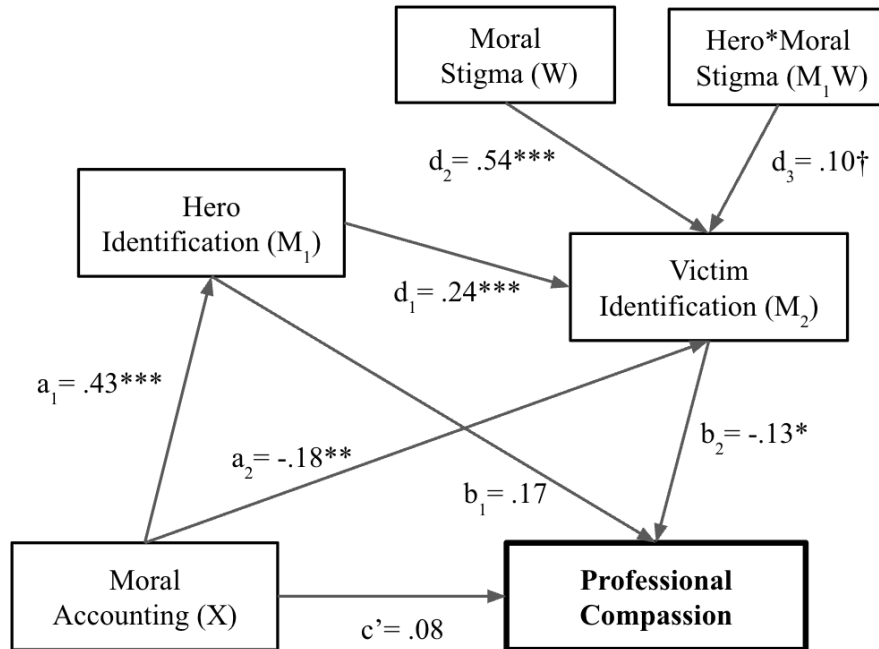 Moral
Stigma (W)
Hero*Moral
Stigma (M₁W)
d₂= .54***
d₃= .10†
Hero
Identification (M₁)
Victim
Identification (M₂)
d₁= .24***
a₁= .43***
a₂= -.18**
b₂= -.13*
b₁= .17
Moral
Accounting (X)
Professional
Compassion
c’= .08